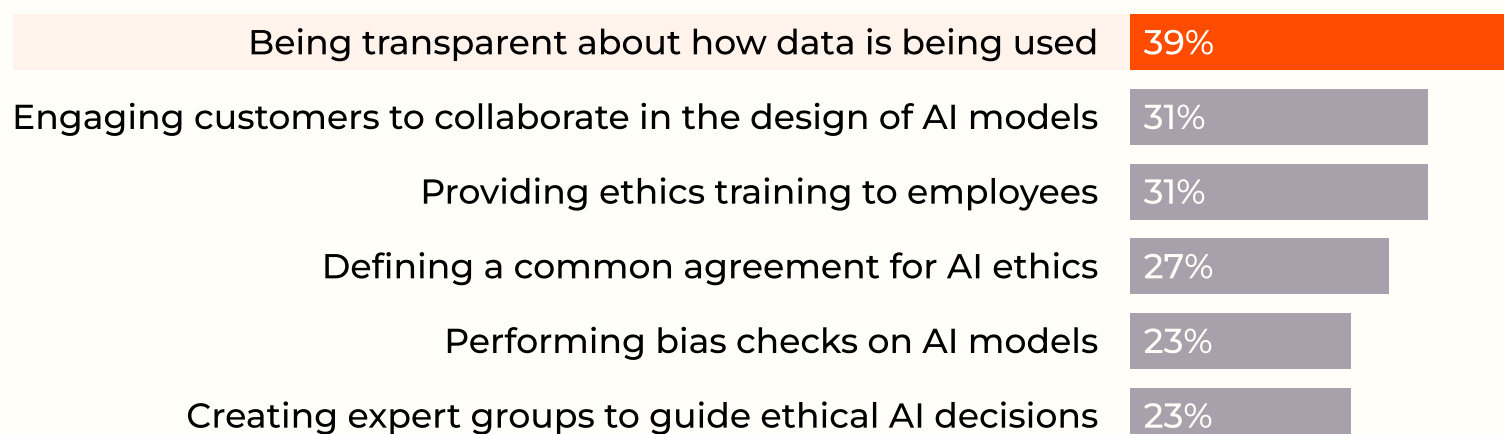 Being transparent about how data is being used 39%
Engaging customers to collaborate in the design of AI models 31%
Providing ethics training to employees 31%
Defining a common agreement for AI ethics 27%
Performing bias checks on AI models 23%
Creating expert groups to guide ethical AI decisions 23%